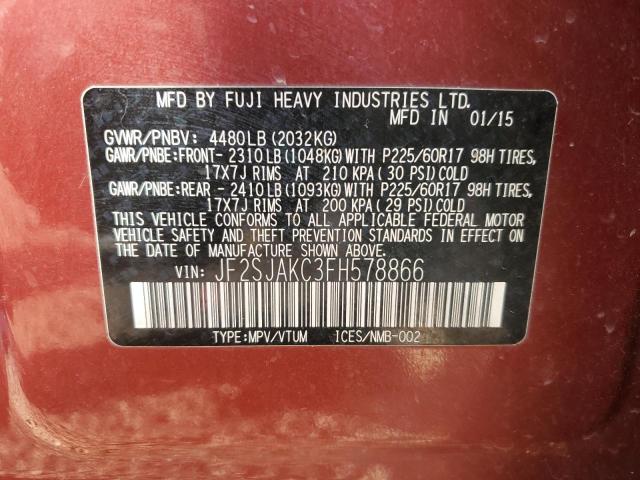 MFD BY FUJI HEAVY INDUSTRIES LTD.
MFD IN 01/15
GVWR/PNBV: 4480LB(2032KG)
GAWR/PNBE:FRONT- 2310LB(1048KG)WITH P225/60R17 98H TIRES,
17X7J RIMS AT 210 KPA(30 PSI)COLD
GAWR/PNBE:REAR - 2410LB(1093KG)WITH P225/60R17 98H TIRES,
17X7J RIMS AT 200 KPA(29 PSI)COLD
THIS VEHICLE CONFORMS TO ALL APPLICABLE FEDERAL MOTOR
VEHICLE SAFETY AND THEFT PREVENTION STANDARDS IN EFFECT
ON THE DATE OF MANUFACTURE SHOWN ABOVE.
VIN: JF2SJAKC3FH578866
TYPE:MPV/VTUM ICES/NMB-002